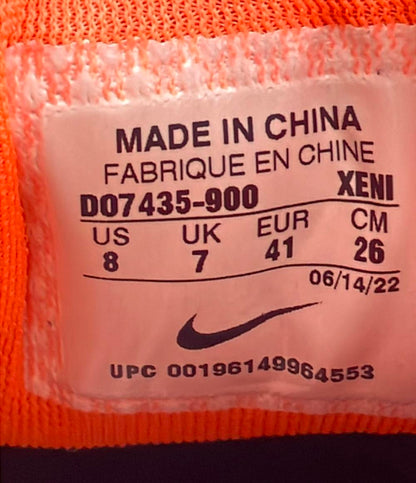 MADE IN CHINA
FABRIQUE EN CHINE
DO7435-900 XENI
US UK EUR CM
8 7 41 26
06/14/22
UPC 00196149964553